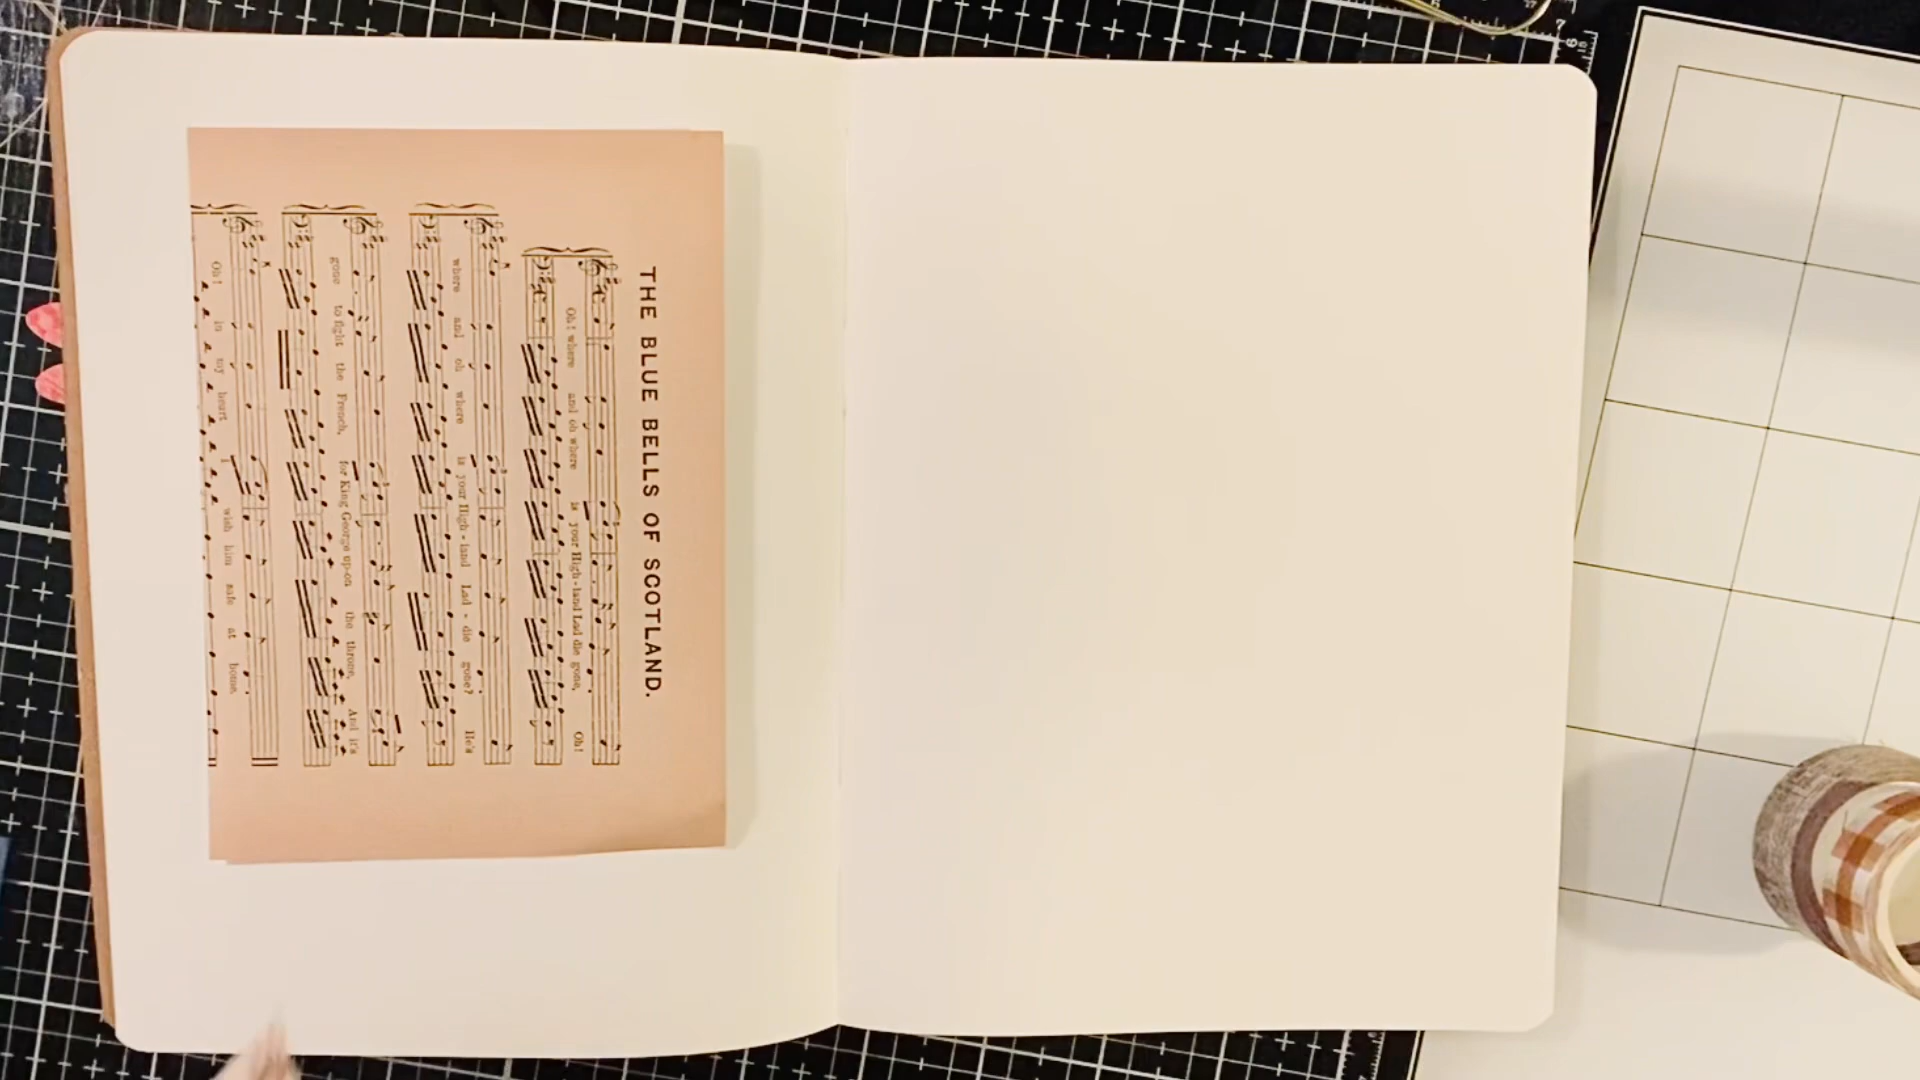 THE BLUE BELLS OF SCOTLAND.
Oh! where and oh where is your High - land Lad die gone, Oh!
where and oh where is your High - land Lad - die gone? He's
gone to fight the French, for King George up-on the throne, And it's
Oh! in my heart I wish him safe at home.